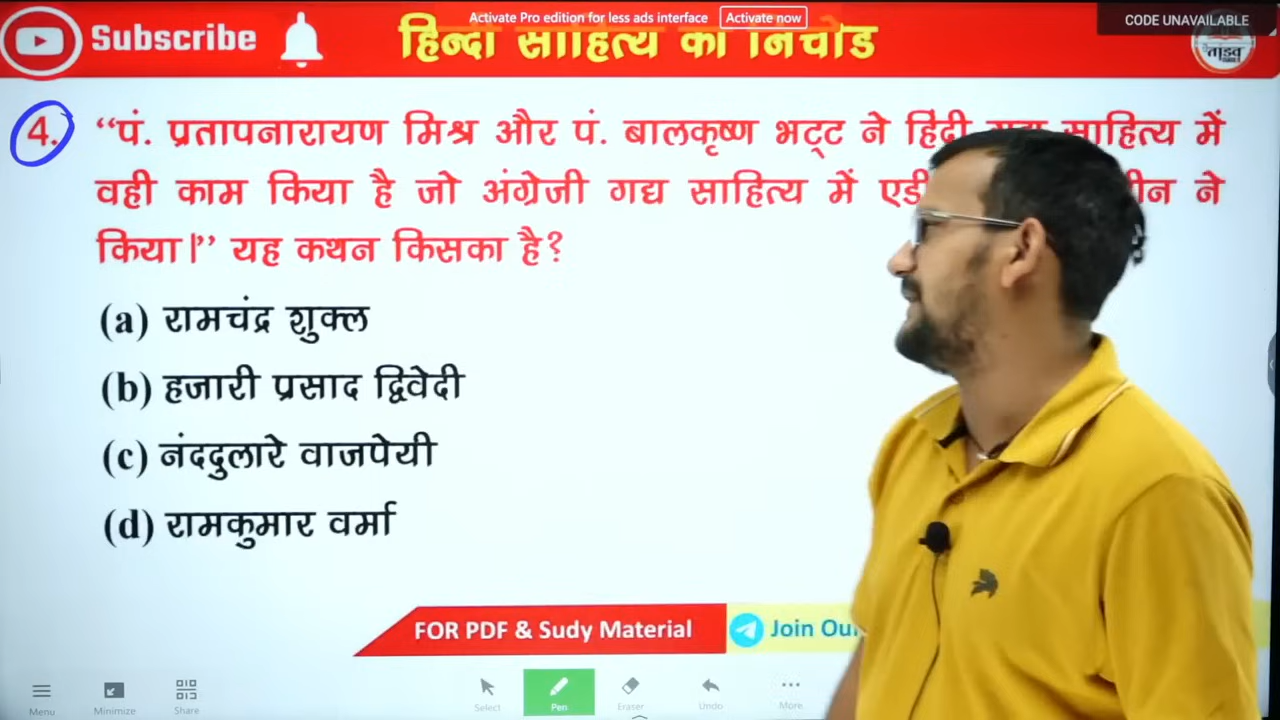 Activate Pro edition for less ads interface Activate now
CODE UNAVAILABLE
Subscribe हिन्दी साहित्य का निचोड़
4. “पं. प्रतापनारायण मिश्र और पं. बालकृष्ण भट्ट ने हिंदी साहित्य में
वही काम किया है जो अंग्रेजी गद्य साहित्य में ने
किया।” यह कथन किसका है?
(a) रामचंद्र शुक्ल
(b) हजारी प्रसाद द्विवेदी
(c) नंददुलारे वाजपेयी
(d) रामकुमार वर्मा
FOR PDF & Sudy Material Join
Menu Minimize Share Select Pen Eraser Undo More